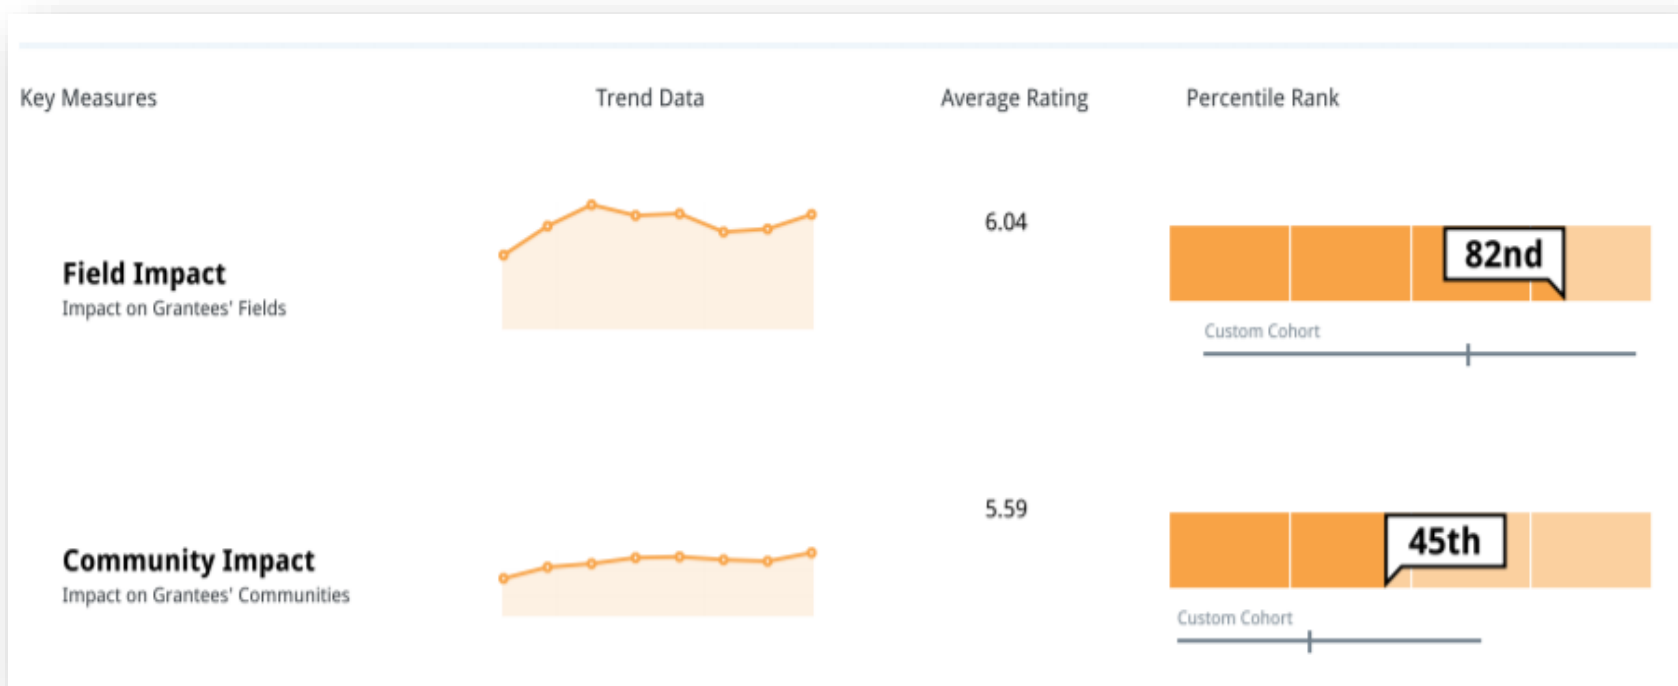 Key Measures
Trend Data
Average Rating
Percentile Rank
6.04
82nd
Field Impact
Impact on Grantees' Fields
Custom Cohort
5.59
45th
Community Impact
Impact on Grantees' Communities
Custom Cohort